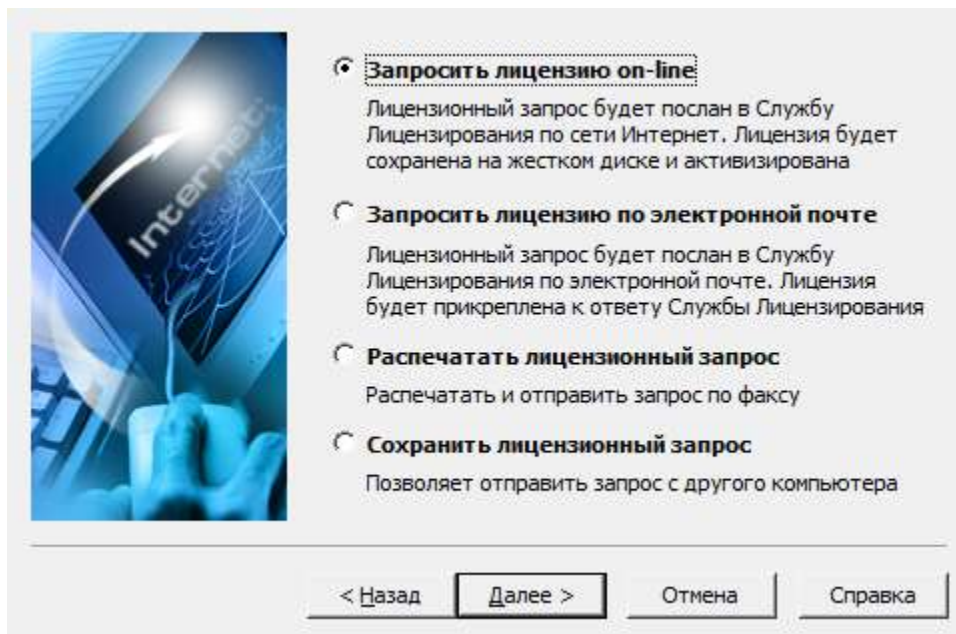 Internet:
Запросить лицензию on-line
Лицензионный запрос будет послан в Службу
Лицензирования по сети Интернет. Лицензия будет
сохранена на жестком диске и активизирована
Запросить лицензию по электронной почте
Лицензионный запрос будет послан в Службу
Лицензирования по электронной почте. Лицензия
будет прикреплена к ответу Службы Лицензирования
Распечатать лицензионный запрос
Распечатать и отправить запрос по факсу
Сохранить лицензионный запрос
Позволяет отправить запрос с другого компьютера
< Назад Далее > Отмена Справка